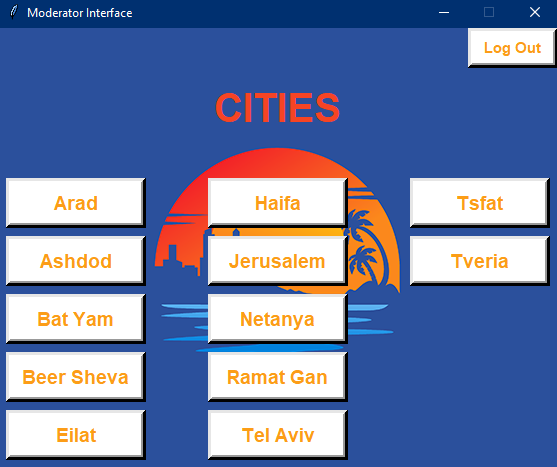 Moderator Interface
Log Out
CITIES
Arad
Haifa
Tsfat
Ashdod
Jerusalem
Tveria
Bat Yam
Netanya
Beer Sheva
Ramat Gan
Eilat
Tel Aviv